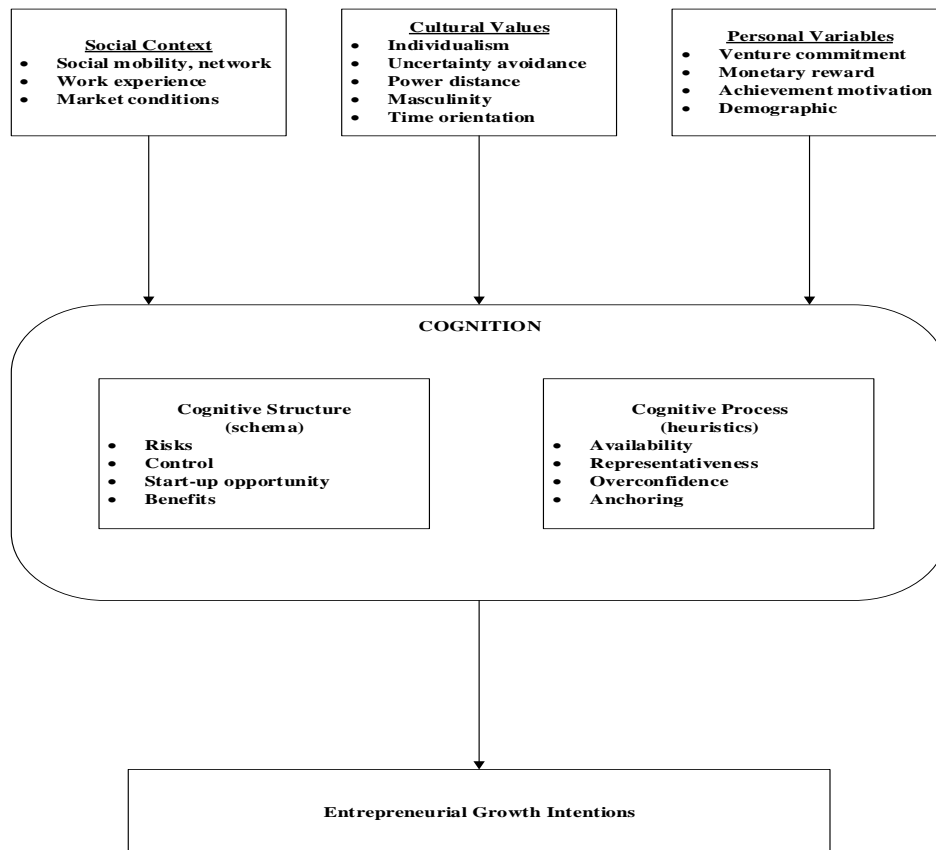 Social Context
• Social mobility, network
• Work experience
• Market conditions
Cultural Values
• Individualism
• Uncertainty avoidance
• Power distance
• Masculinity
• Time orientation
Personal Variables
• Venture commitment
• Monetary reward
• Achievement motivation
• Demographic
COGNITION
Cognitive Structure
(schema)
• Risks
• Control
• Start-up opportunity
• Benefits
Cognitive Process
(heuristics)
• Availability
• Representativeness
• Overconfidence
• Anchoring
Entrepreneurial Growth Intentions